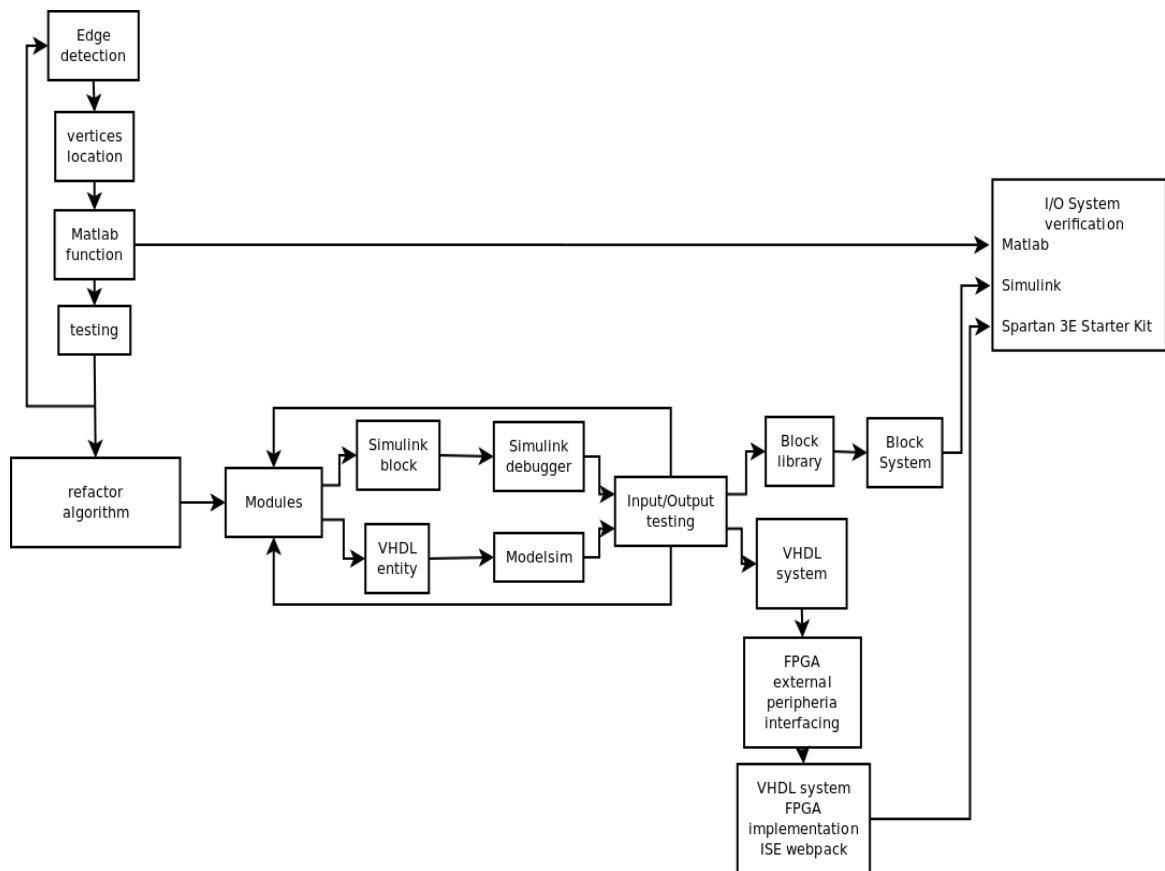 Edge
detection
vertices
location
Matlab
function
testing
refactor
algorithm
Modules
Simulink
block
Simulink
debugger
VHDL
entity
Modelsim
Input/Output
testing
Block
library
Block
System
VHDL
system
FPGA
external
peripheria
interfacing
VHDL system
FPGA
implementation
ISE webpack
I/O System
verification
Matlab
Simulink
Spartan 3E Starter Kit